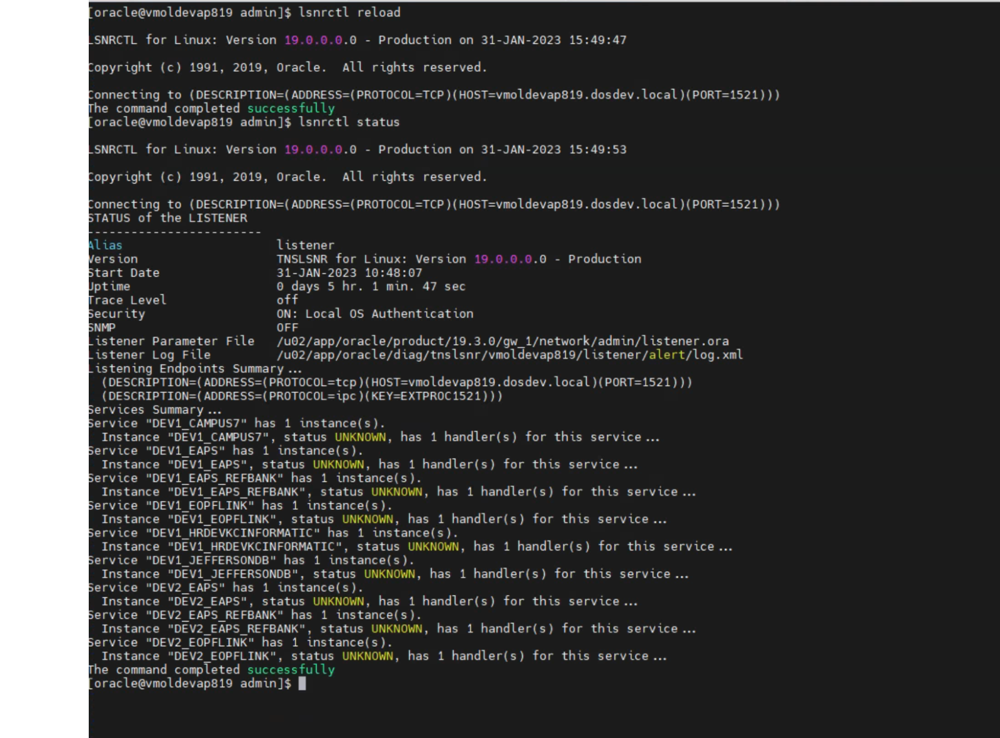 [oracle@vmoldevap819 admin]$ lsnrctl reload
LSNRCTL for Linux: Version 19.0.0.0.0 - Production on 31-JAN-2023 15:49:47
Copyright (c) 1991, 2019, Oracle.  All rights reserved.
Connecting to (DESCRIPTION=(ADDRESS=(PROTOCOL=TCP)(HOST=vmoldevap819.dosdev.local)(PORT=1521)))
The command completed successfully
[oracle@vmoldevap819 admin]$ lsnrctl status
LSNRCTL for Linux: Version 19.0.0.0.0 - Production on 31-JAN-2023 15:49:53
Copyright (c) 1991, 2019, Oracle.  All rights reserved.
Connecting to (DESCRIPTION=(ADDRESS=(PROTOCOL=TCP)(HOST=vmoldevap819.dosdev.local)(PORT=1521)))
STATUS of the LISTENER
------------------------
Alias                     listener
Version                   TNSLSNR for Linux: Version 19.0.0.0.0 - Production
Start Date                31-JAN-2023 10:48:07
Uptime                    0 days 5 hr. 1 min. 47 sec
Trace Level               off
Security                  ON: Local OS Authentication
SNMP                      OFF
Listener Parameter File   /u02/app/oracle/product/19.3.0/gw_1/network/admin/listener.ora
Listener Log File         /u02/app/oracle/diag/tnslsnr/vmoldevap819/listener/alert/log.xml
Listening Endpoints Summary...
  (DESCRIPTION=(ADDRESS=(PROTOCOL=tcp)(HOST=vmoldevap819.dosdev.local)(PORT=1521)))
  (DESCRIPTION=(ADDRESS=(PROTOCOL=ipc)(KEY=EXTPROC1521)))
Services Summary...
Service "DEV1_CAMPUS7" has 1 instance(s).
  Instance "DEV1_CAMPUS7", status UNKNOWN, has 1 handler(s) for this service...
Service "DEV1_EAPS" has 1 instance(s).
  Instance "DEV1_EAPS", status UNKNOWN, has 1 handler(s) for this service...
Service "DEV1_EAPS_REFBANK" has 1 instance(s).
  Instance "DEV1_EAPS_REFBANK", status UNKNOWN, has 1 handler(s) for this service...
Service "DEV1_EOPFLINK" has 1 instance(s).
  Instance "DEV1_EOPFLINK", status UNKNOWN, has 1 handler(s) for this service...
Service "DEV1_HRDEVKCINFORMATIC" has 1 instance(s).
  Instance "DEV1_HRDEVKCINFORMATIC", status UNKNOWN, has 1 handler(s) for this service...
Service "DEV1_JEFFERSONDB" has 1 instance(s).
  Instance "DEV1_JEFFERSONDB", status UNKNOWN, has 1 handler(s) for this service...
Service "DEV2_EAPS" has 1 instance(s).
  Instance "DEV2_EAPS", status UNKNOWN, has 1 handler(s) for this service...
Service "DEV2_EAPS_REFBANK" has 1 instance(s).
  Instance "DEV2_EAPS_REFBANK", status UNKNOWN, has 1 handler(s) for this service...
Service "DEV2_EOPFLINK" has 1 instance(s).
  Instance "DEV2_EOPFLINK", status UNKNOWN, has 1 handler(s) for this service...
The command completed successfully
[oracle@vmoldevap819 admin]$